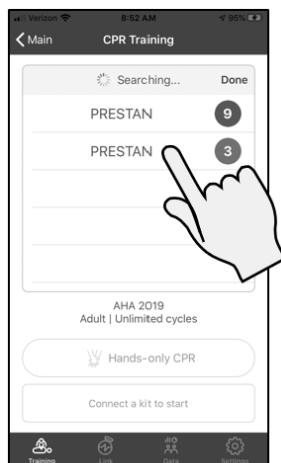 Verizon 8:52 AM 95%
Main CPR Training
Searching... Done
PRESTAN 9
PRESTAN 3
AHA 2019
Adult | Unlimited cycles
Hands-only CPR
Connect a kit to start
Training Link Data Settings